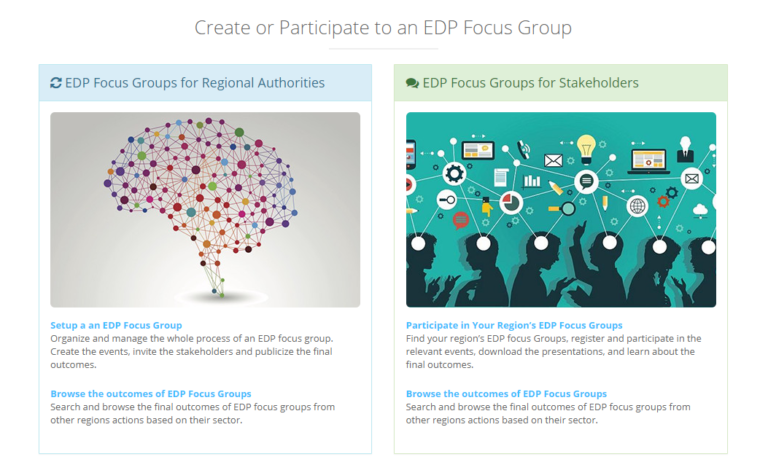 Create or Participate to an EDP Focus Group
EDP Focus Groups for Regional Authorities
Setup a an EDP Focus Group
Organize and manage the whole process of an EDP focus group.
Create the events, invite the stakeholders and publicize the final
outcomes.
Browse the outcomes of EDP Focus Groups
Search and browse the final outcomes of EDP focus groups from
other regions actions based on their sector.
EDP Focus Groups for Stakeholders
Participate in Your Region's EDP Focus Groups
Find your region's EDP focus Groups, register and participate in the
relevant events, download the presentations, and learn about the
final outcomes.
Browse the outcomes of EDP Focus Groups
Search and browse the final outcomes of EDP focus groups from
other regions actions based on their sector.